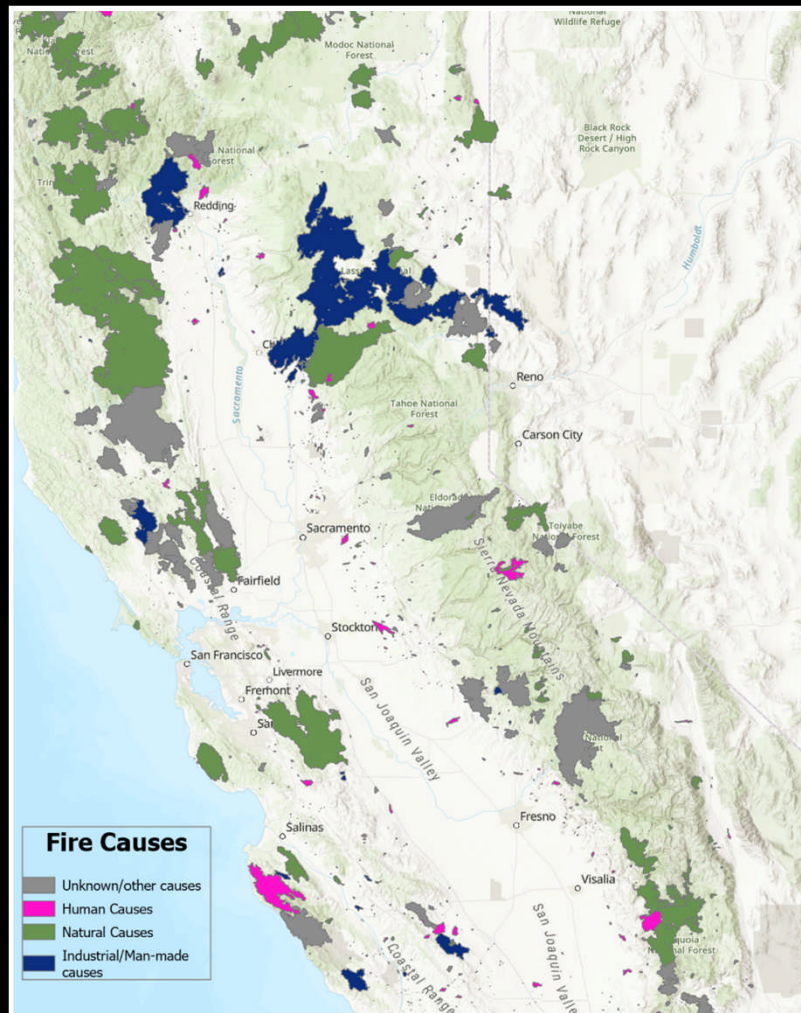 National
Wildlife Refuge
Modoc National
Forest
Black Rock
Desert / High
Rock Canyon
National
Forest
Redding
Humboldt
Sacramento
Reno
Tahoe National
Forest
Carson City
Sacramento
Toiyabe
National Forest
Sierra Nevada Mountains
Fairfield
Coastal Range
Stockton
San Francisco
Livermore
Fremont
San Joaquin Valley
National
Fresno
Salinas
Visalia
San Joaquin Valley
National Forest
Coastal Range
Fire Causes
Unknown/other causes
Human Causes
Natural Causes
Industrial/Man-made
causes